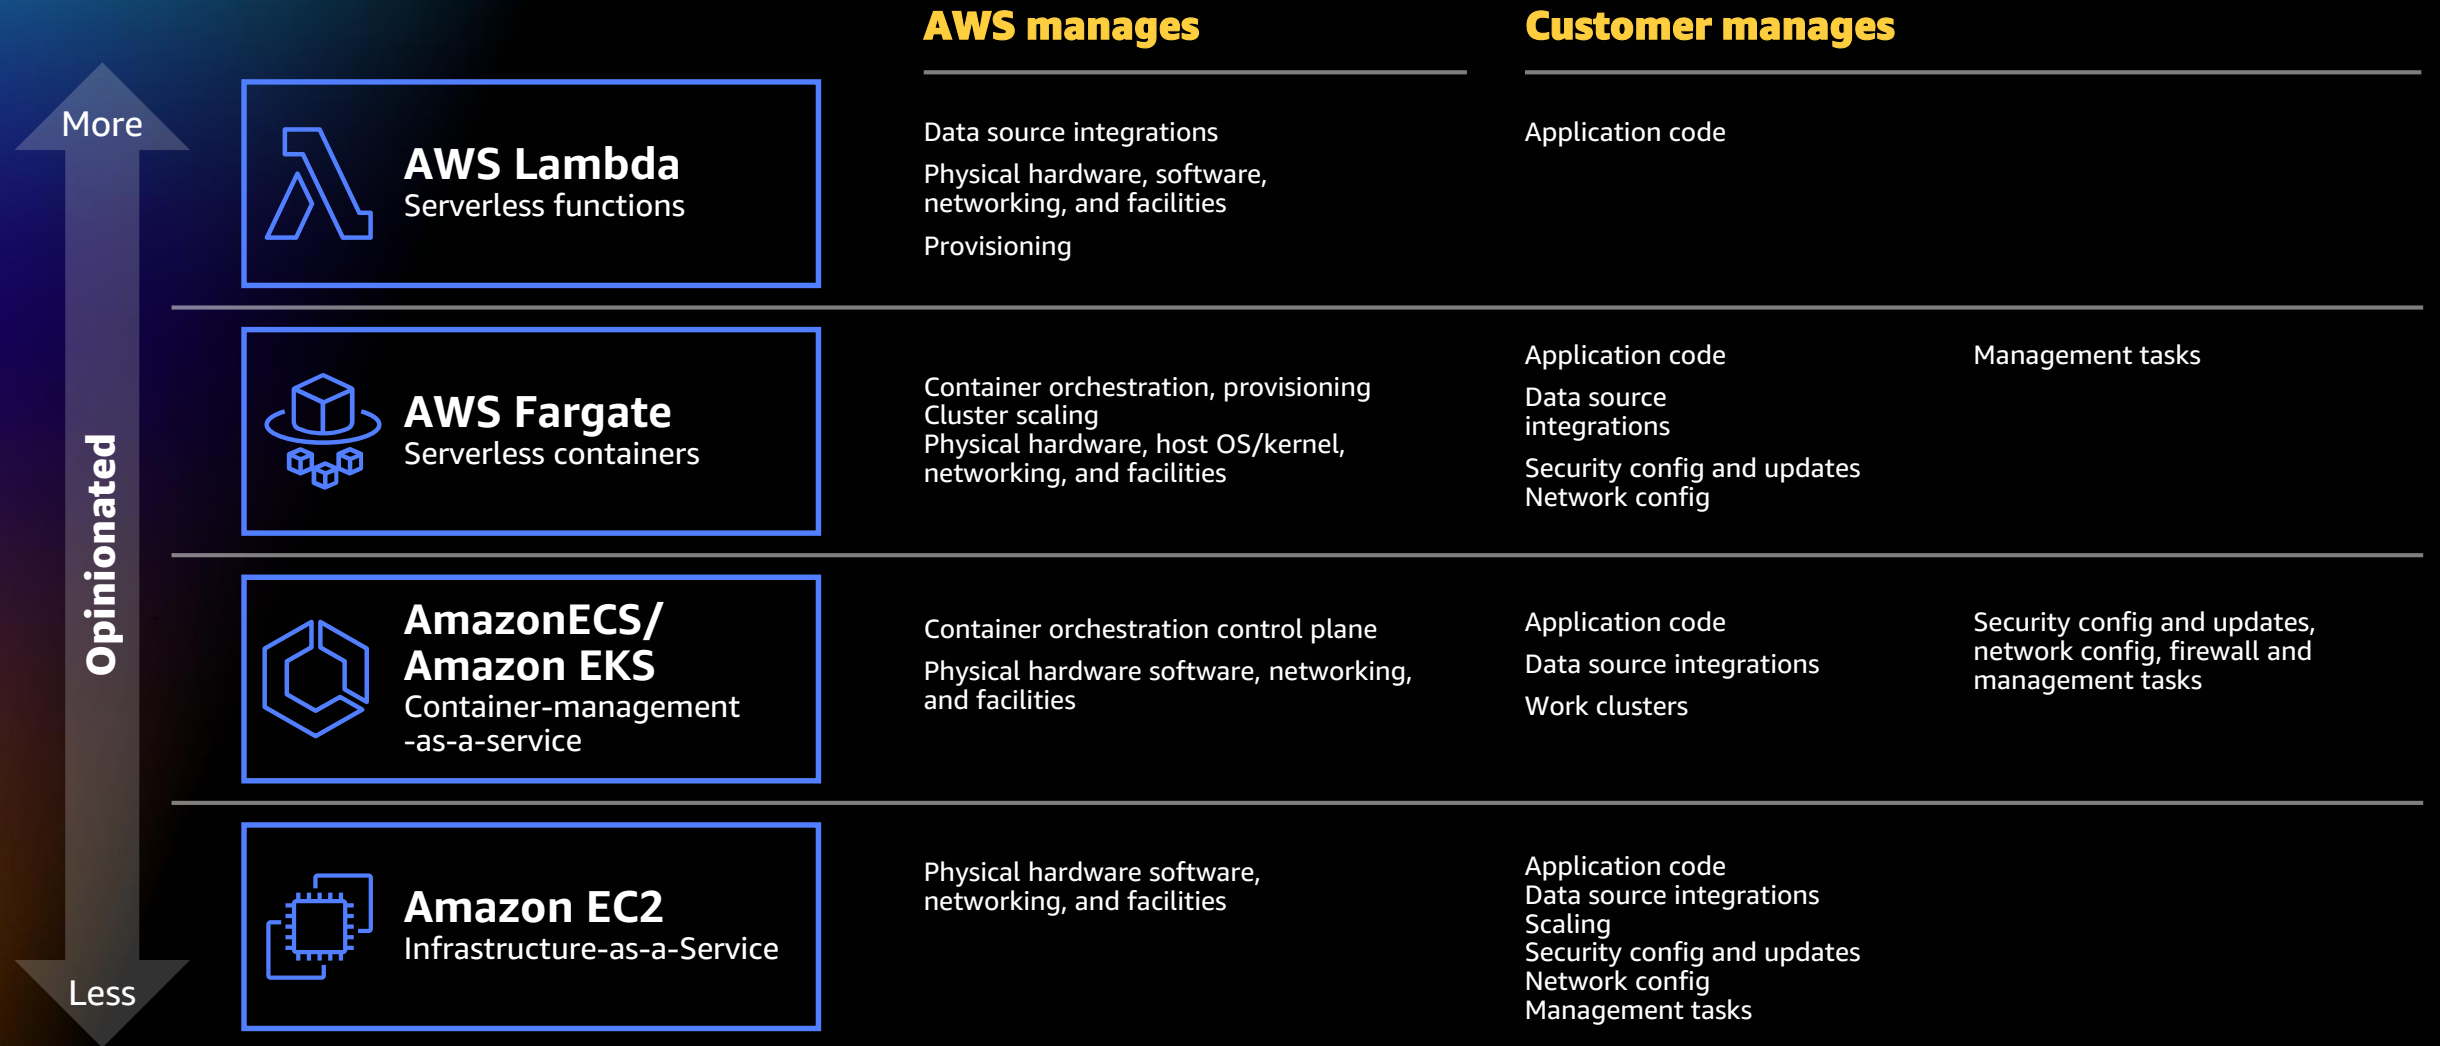 AWS manages
Customer manages
More
Opinionated
Less
AWS Lambda
Serverless functions
Data source integrations
Physical hardware, software,
networking, and facilities
Provisioning
Application code
AWS Fargate
Serverless containers
Container orchestration, provisioning
Cluster scaling
Physical hardware, host OS/kernel,
networking, and facilities
Application code
Data source
integrations
Security config and updates
Network config
Management tasks
AmazonECS/
Amazon EKS
Container-management
-as-a-service
Container orchestration control plane
Physical hardware software, networking,
and facilities
Application code
Data source integrations
Work clusters
Security config and updates,
network config, firewall and
management tasks
Amazon EC2
Infrastructure-as-a-Service
Physical hardware software,
networking, and facilities
Application code
Data source integrations
Scaling
Security config and updates
Network config
Management tasks